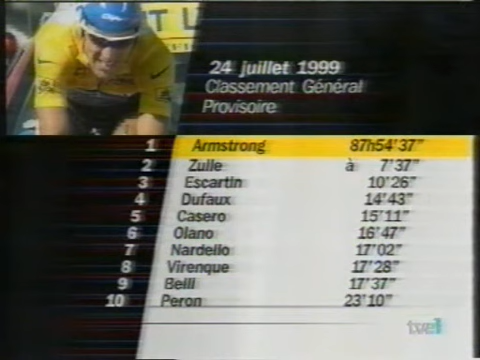 24 juillet 1999
Classement Général
Provisoire
1 Armstrong 87h54'37"
2 Zulle à 7'37"
3 Escartin 10'26"
4 Dufaux 14'43"
5 Casero 15'11"
6 Olano 16'47"
7 Nardello 17'02"
8 Virenque 17'28"
9 Belli 17'37"
10 Peron 23'10"
tve1